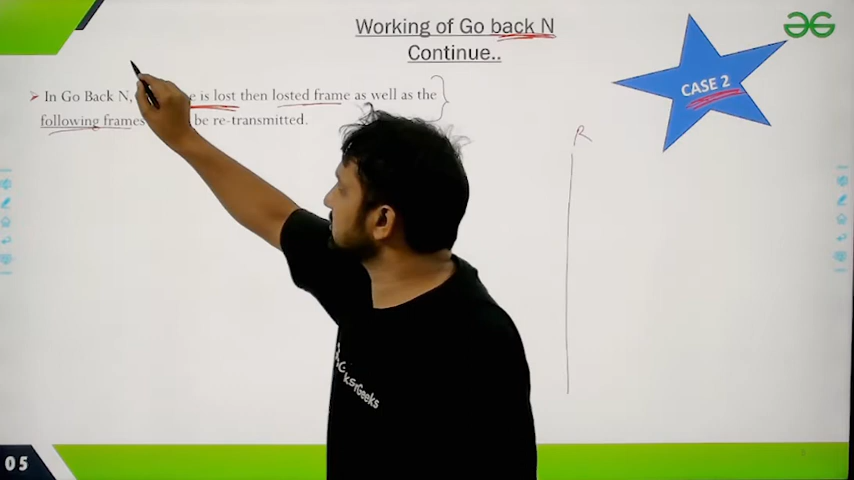 Working of Go back N
Continue..
CASE 2
In Go Back N, is lost then losted frame as well as the
following frames be re-transmitted.
R
ksforGeeks
05